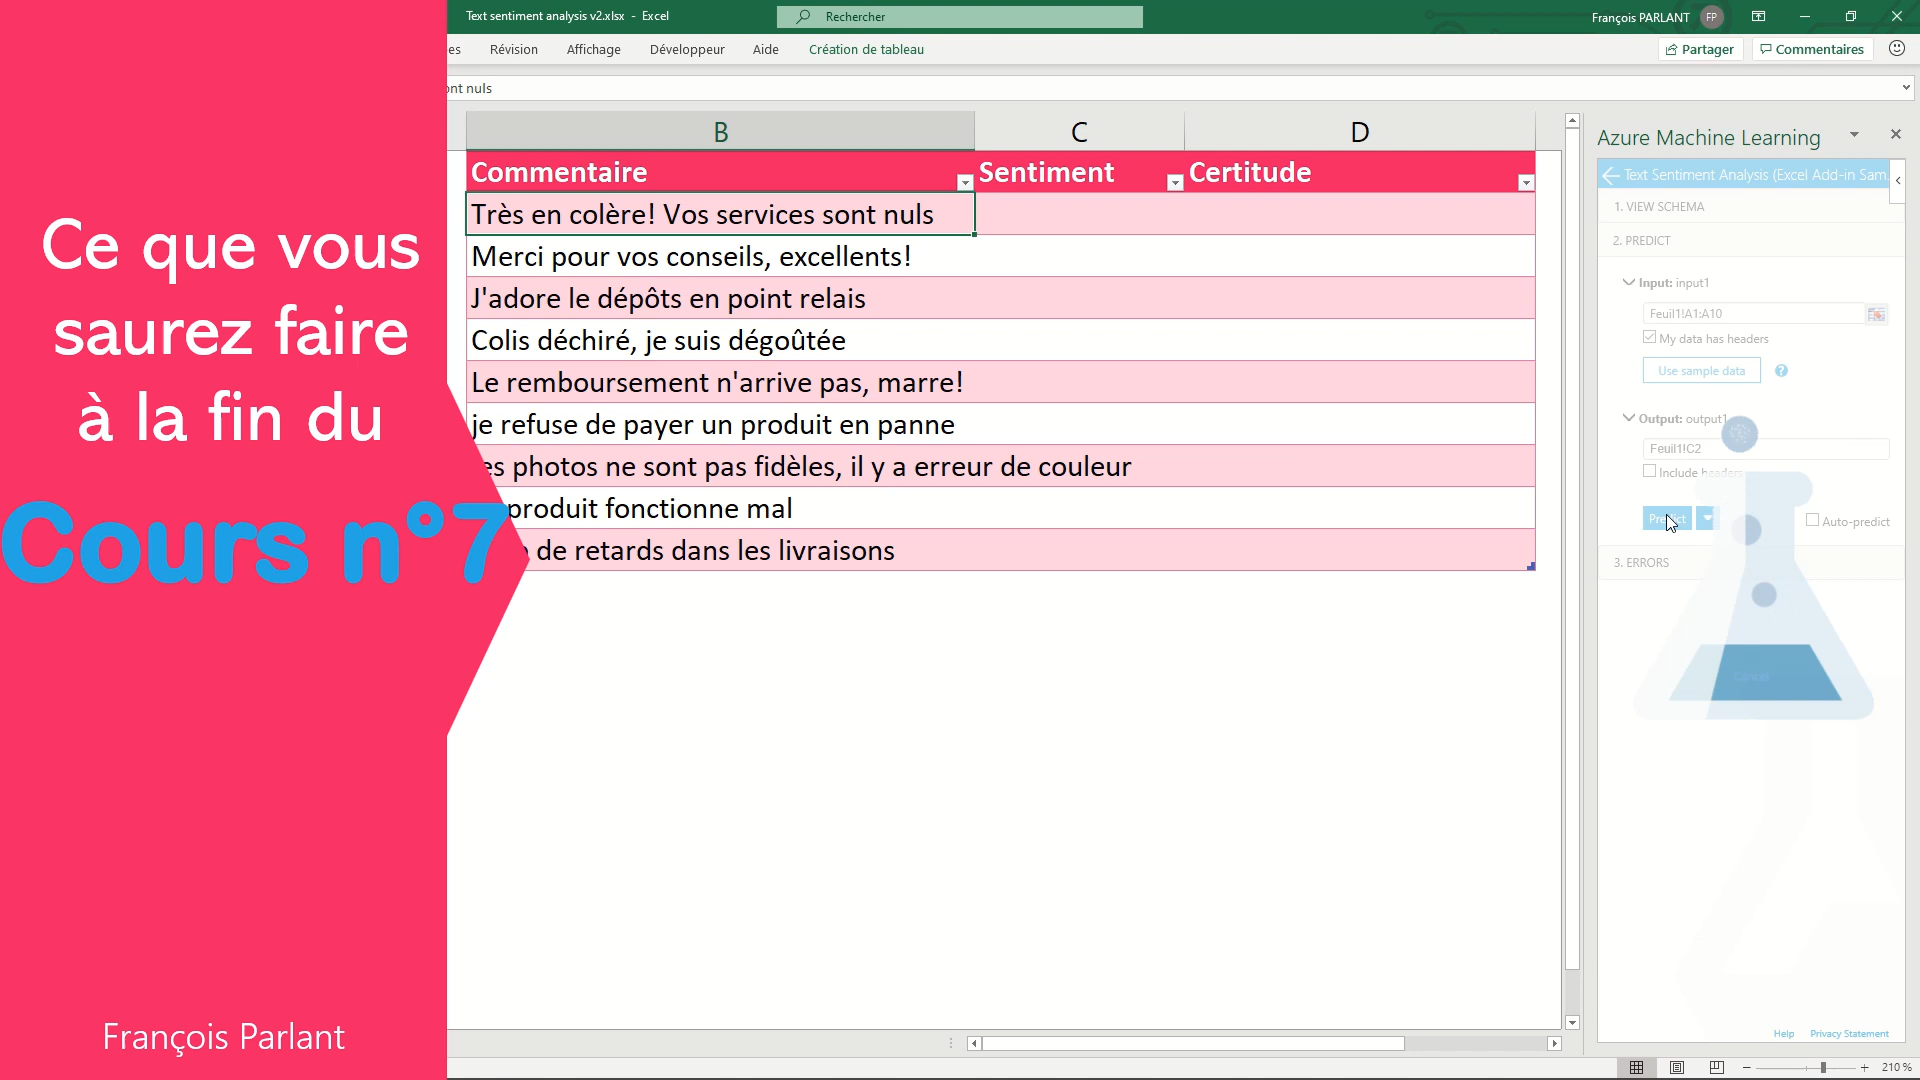 Text sentiment analysis v2.xlsx - Excel
Rechercher
François PARLANT
FP
es Révision Affichage Développeur Aide Création de tableau
Partager
Commentaires
ont nuls
Ce que vous
saurez faire
à la fin du
Cours n°7
François Parlant
B C D
Commentaire Sentiment Certitude
Très en colère! Vos services sont nuls
Merci pour vos conseils, excellents!
J'adore le dépôts en point relais
Colis déchiré, je suis dégoûtée
Le remboursement n'arrive pas, marre!
je refuse de payer un produit en panne
es photos ne sont pas fidèles, il y a erreur de couleur
produit fonctionne mal
de retards dans les livraisons
Azure Machine Learning
Text Sentiment Analysis (Excel Add-in Sam
1. VIEW SCHEMA
2. PREDICT
Input: input1
Feuil1!A1:A10
My data has headers
Use sample data
?
Output: output1
Feuil1!C2
Include headers
Predict
Auto-predict
3. ERRORS
Cancel
Help Privacy Statement
210 %